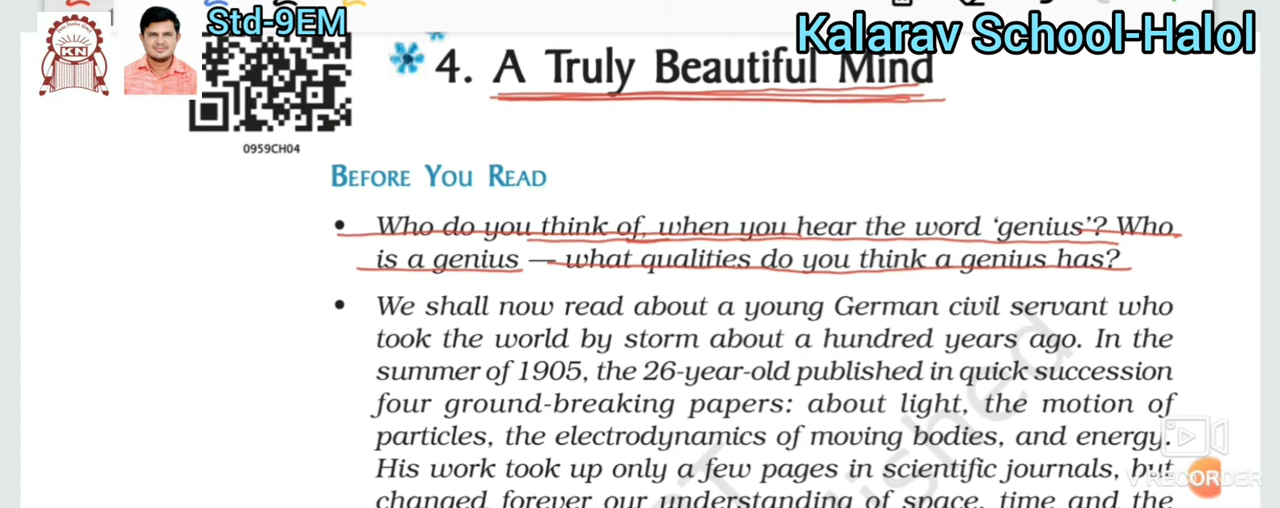 Std-9EM
Kalarav School-Halol
KN
4. A Truly Beautiful Mind
0959CH04
BEFORE YOU READ
• Who do you think of, when you hear the word ‘genius’? Who
is a genius — what qualities do you think a genius has?
• We shall now read about a young German civil servant who
took the world by storm about a hundred years ago. In the
summer of 1905, the 26-year-old published in quick succession
four ground-breaking papers: about light, the motion of
particles, the electrodynamics of moving bodies, and energy.
His work took up only a few pages in scientific journals, but
changed forever our understanding of space, time and the
V RECORDER